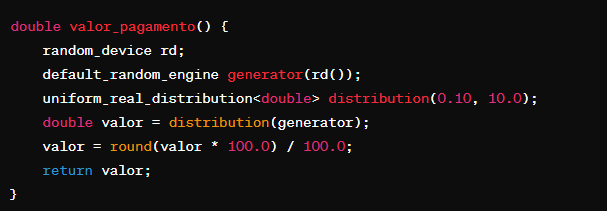 double valor_pagamento() {
    random_device rd;
    default_random_engine generator(rd());
    uniform_real_distribution<double> distribution(0.10, 10.0);
    double valor = distribution(generator);
    valor = round(valor * 100.0) / 100.0;
    return valor;
}